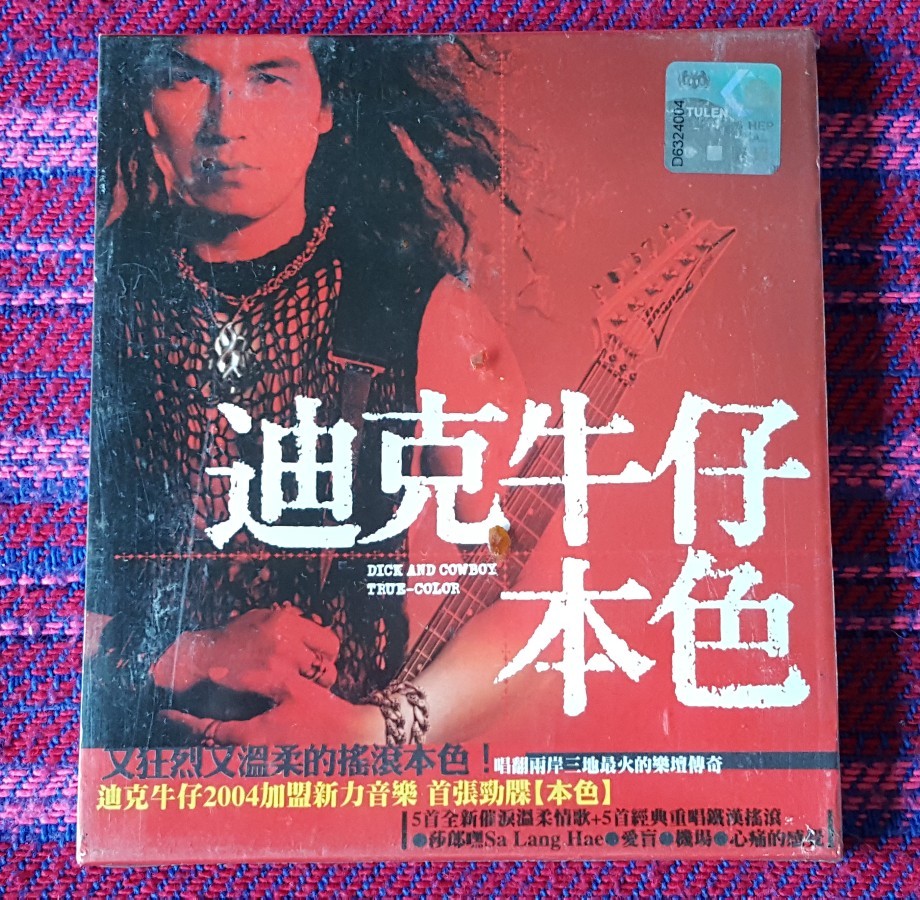 D6324004
TULEN
HEP
Ibanez
迪克牛仔
DICK AND COWBOY
TRUE-COLOR
本色
又狂烈又溫柔的搖滾本色！
唱翻兩岸三地最火的樂壇傳奇
迪克牛仔2004加盟新力音樂 首張勁牒【本色】
5首全新催淚溫柔情歌+5首經典重唱鐵漢搖滾
●莎郎嘿Sa Lang Hae●愛盲●機場●心痛的感覺